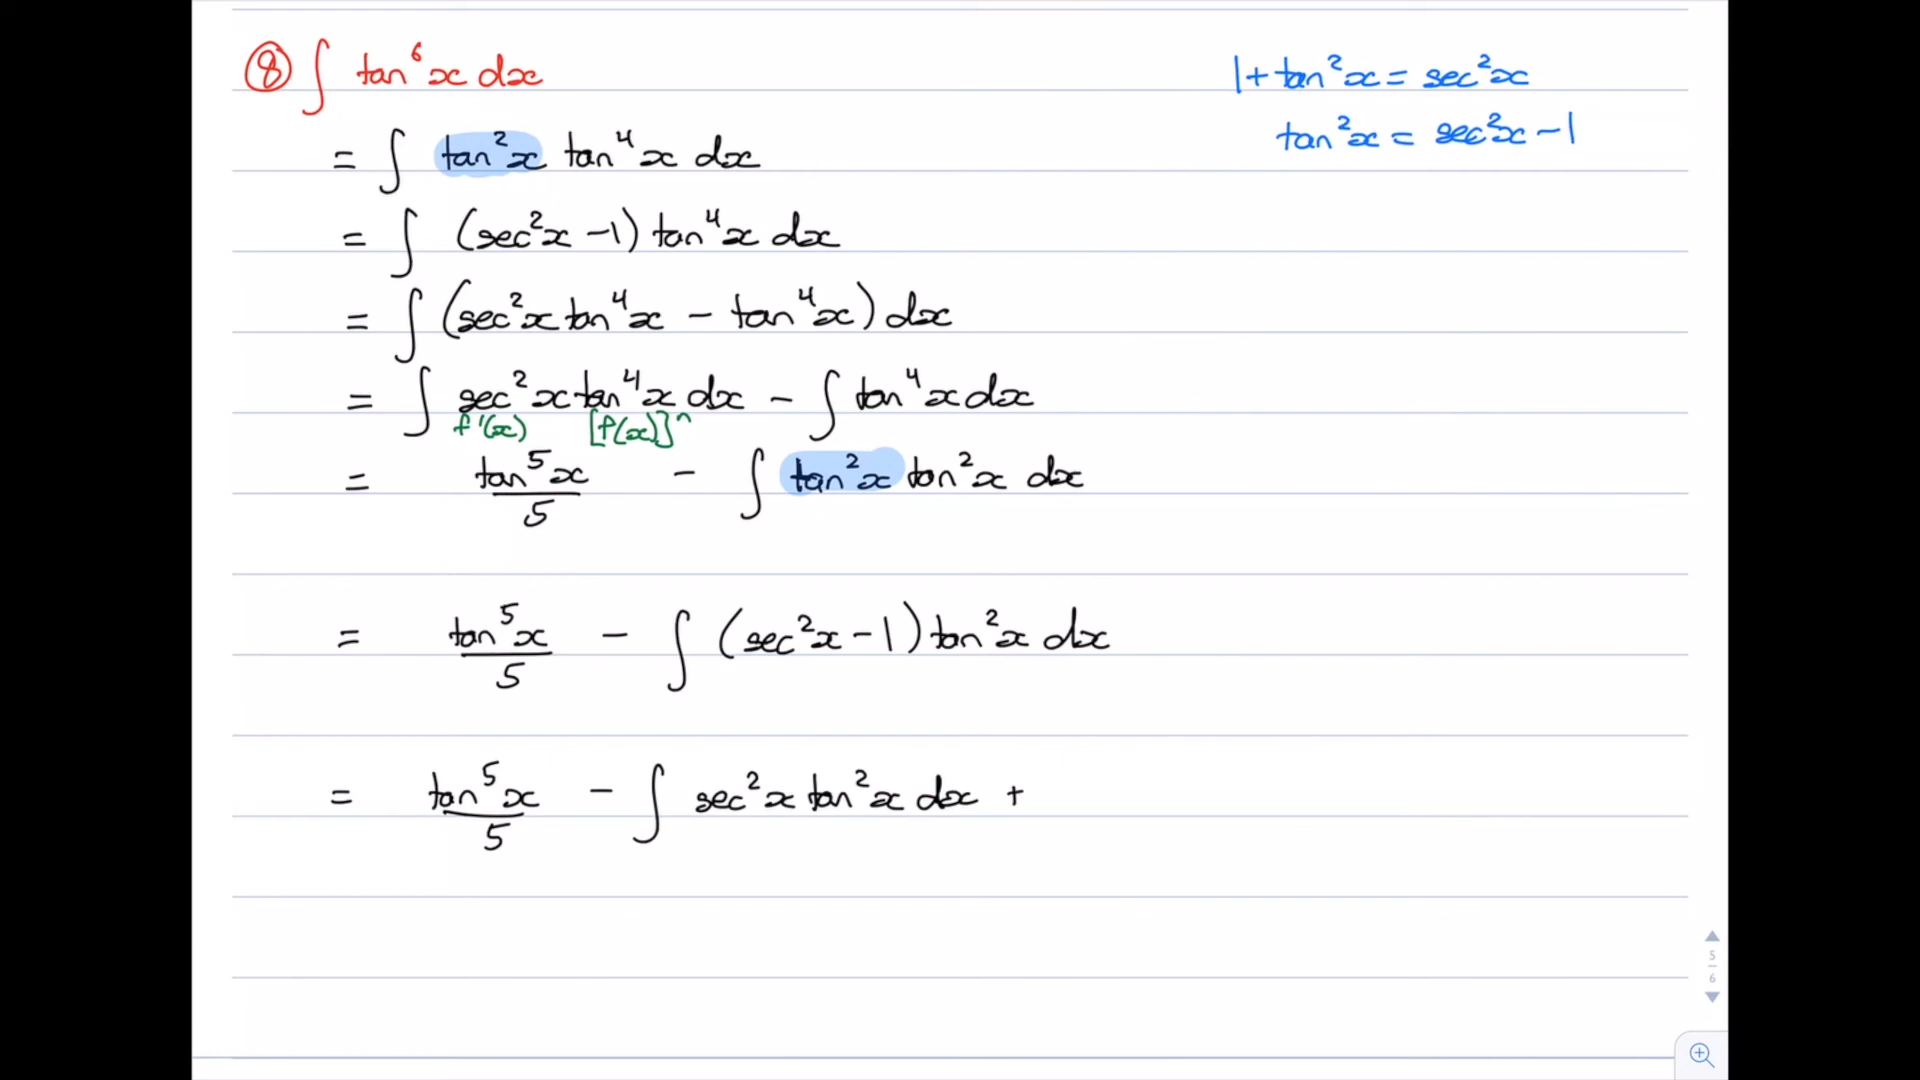 ⑧ ∫ tan⁶x dx
1 + tan²x = sec²x
= ∫ tan²x tan⁴x dx
tan²x = sec²x − 1
= ∫ (sec²x − 1) tan⁴x dx
= ∫ (sec²x tan⁴x − tan⁴x) dx
= ∫ sec²x tan⁴x dx − ∫ tan⁴x dx
f'(x) [f(x)]ⁿ
= tan⁵x/5 − ∫ tan²x tan²x dx
= tan⁵x/5 − ∫ (sec²x − 1) tan²x dx
= tan⁵x/5 − ∫ sec²x tan²x dx +
5
6